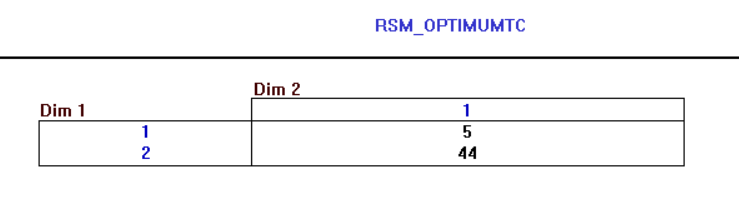 RSM_OPTIMUMTC
Dim 2
Dim 1
1
1 5
2 44